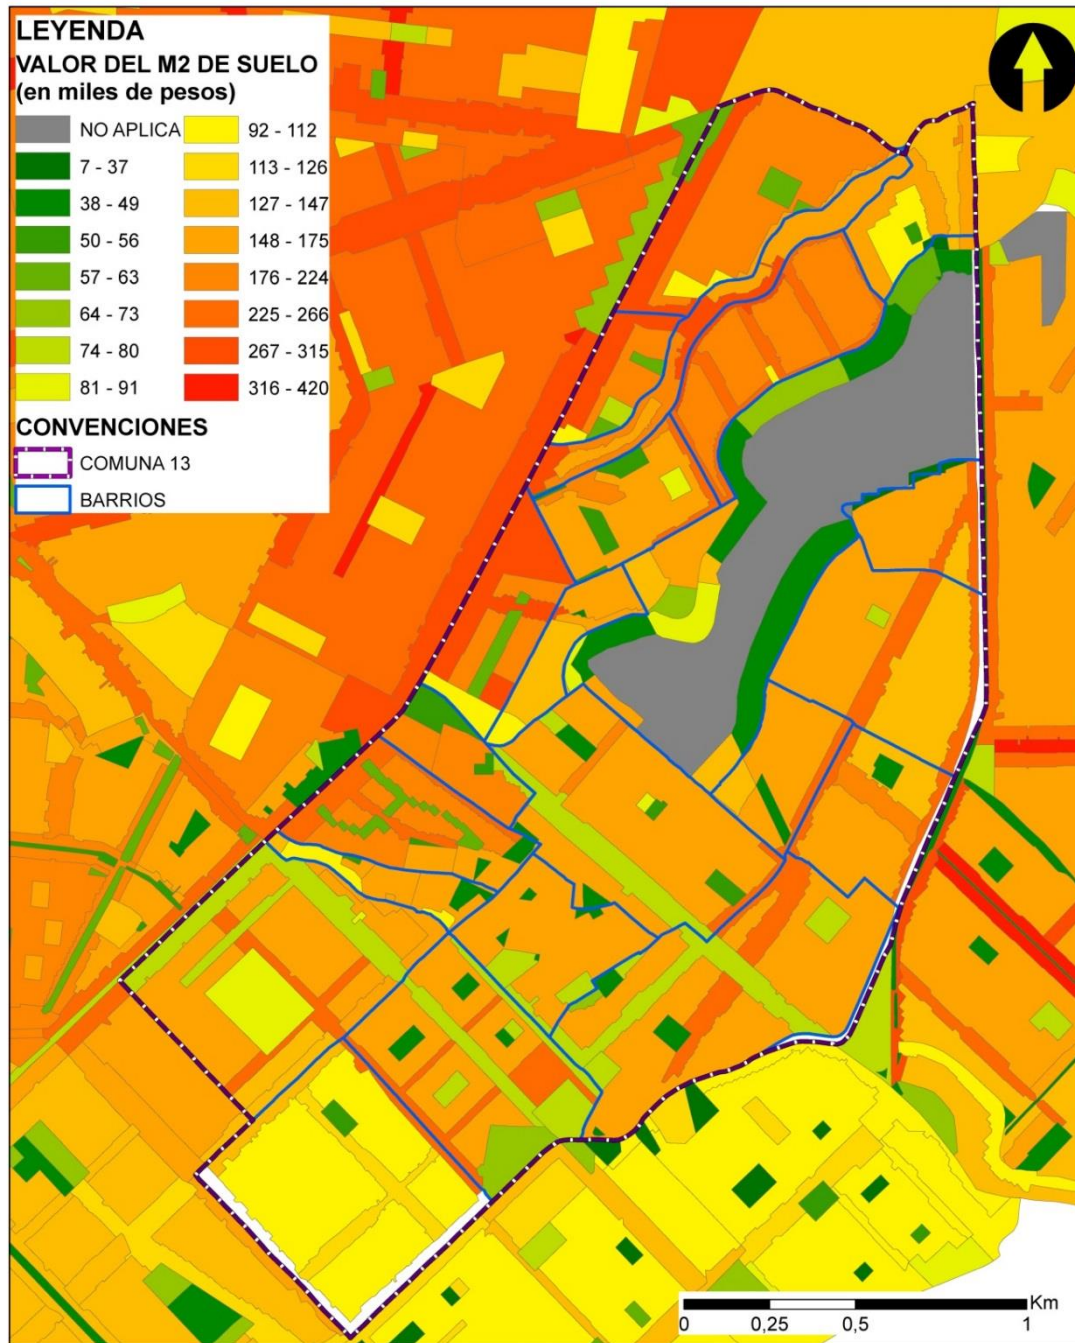 LEYENDA
VALOR DEL M2 DE SUELO
(en miles de pesos)
NO APLICA
7 - 37
38 - 49
50 - 56
57 - 63
64 - 73
74 - 80
81 - 91
92 - 112
113 - 126
127 - 147
148 - 175
176 - 224
225 - 266
267 - 315
316 - 420
CONVENCIONES
COMUNA 13
BARRIOS
Km
0 0,25 0,5 1